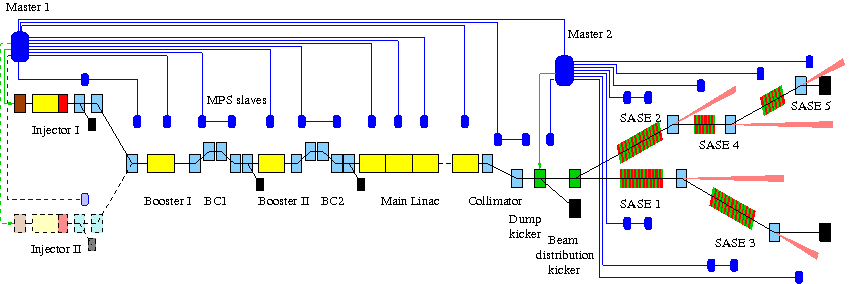 Master 1
Master 2
MPS slaves
Injector I
SASE 5
SASE 2
SASE 4
Booster I
BC1
Booster II
BC2
Main Linac
Collimator
SASE 1
Dump
kicker
Beam
distribution
kicker
SASE 3
Injector II